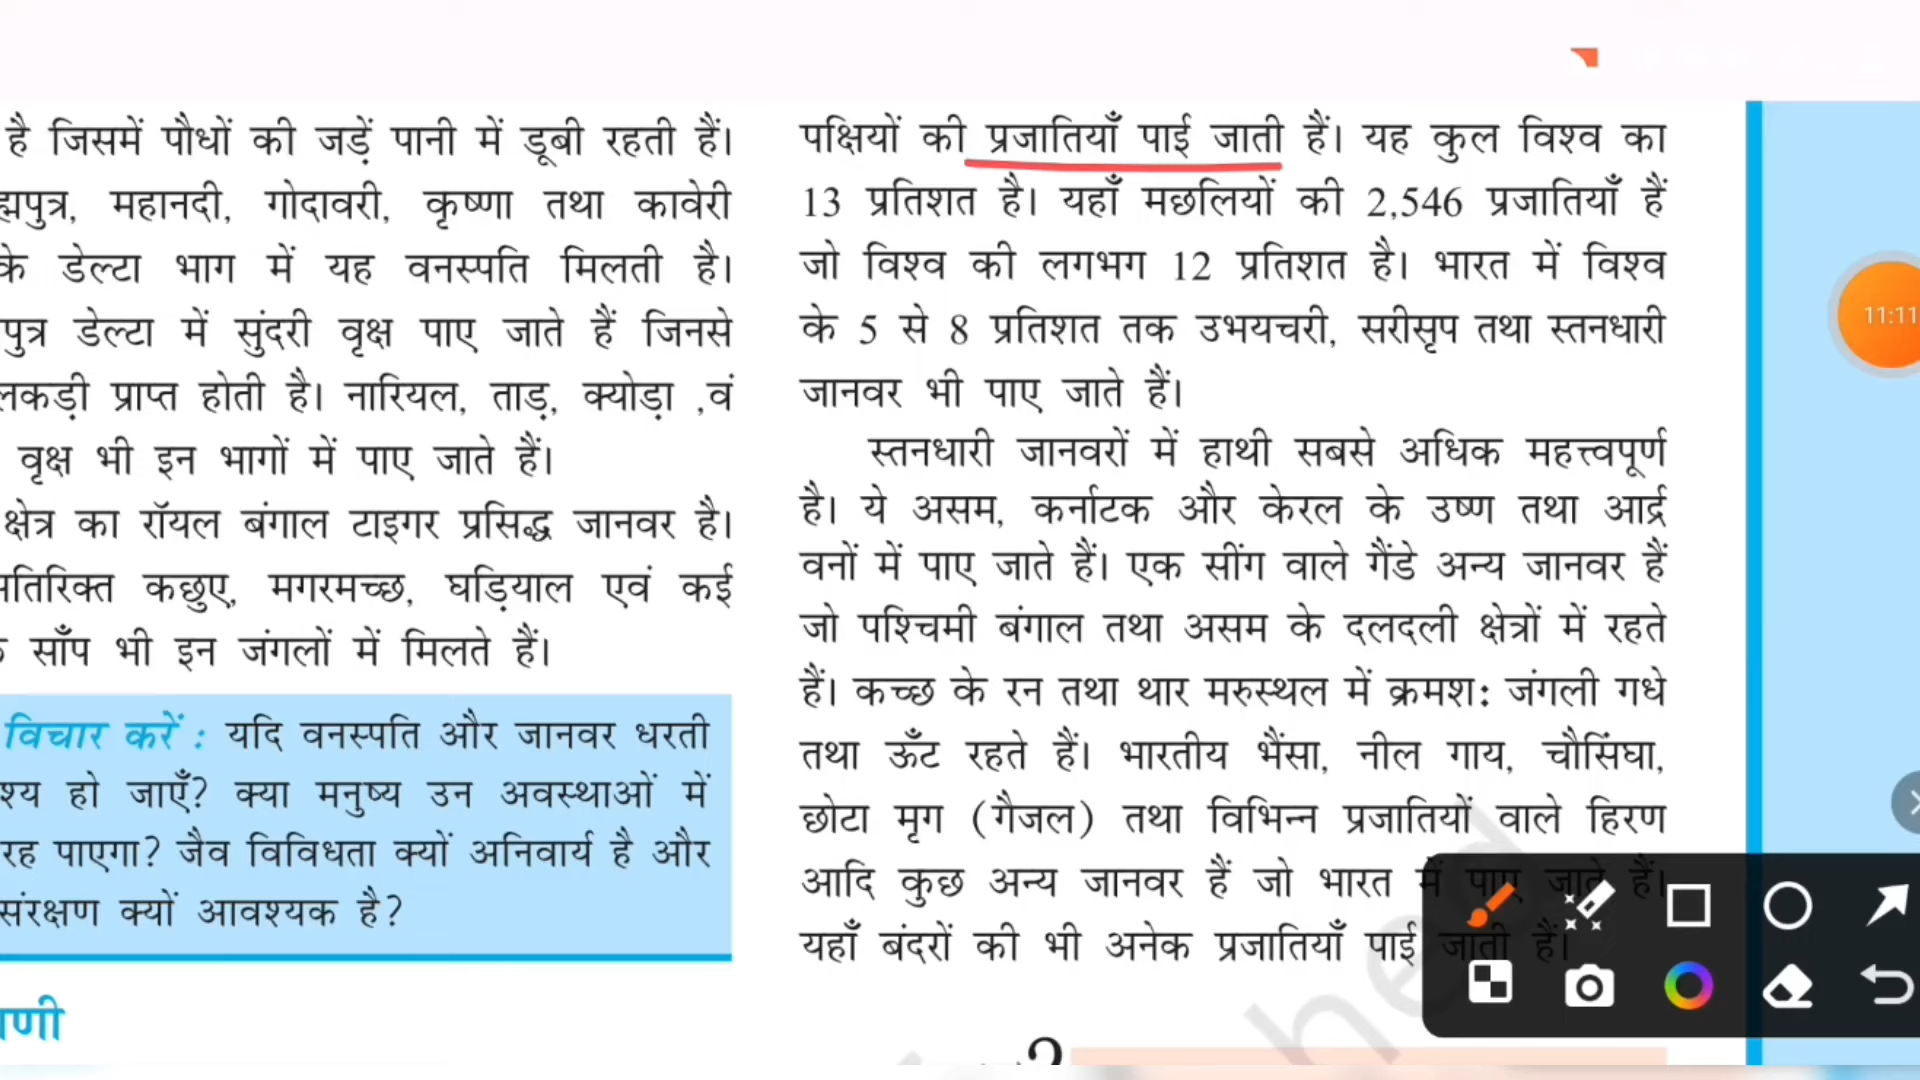 है जिसमें पौधों की जड़ें पानी में डूबी रहती हैं।
महानदी, गोदावरी, कृष्णा तथा कावेरी
के डेल्टा भाग में यह वनस्पति मिलती है।
डेल्टा में सुंदरी वृक्ष पाए जाते हैं जिनसे
प्राप्त होती है। नारियल, ताड़, क्योड़ा ,वं
वृक्ष भी इन भागों में पाए जाते हैं।
क्षेत्र का रॉयल बंगाल टाइगर प्रसिद्ध जानवर है।
कछुए, मगरमच्छ, घड़ियाल एवं कई
साँप भी इन जंगलों में मिलते हैं।
विचार करें : यदि वनस्पति और जानवर धरती
हो जाएँ? क्या मनुष्य उन अवस्थाओं में
रह पाएगा? जैव विविधता क्यों अनिवार्य है और
संरक्षण क्यों आवश्यक है?
पक्षियों की प्रजातियाँ पाई जाती हैं। यह कुल विश्व का
13 प्रतिशत है। यहाँ मछलियों की 2,546 प्रजातियाँ हैं
जो विश्व की लगभग 12 प्रतिशत है। भारत में विश्व
के 5 से 8 प्रतिशत तक उभयचरी, सरीसृप तथा स्तनधारी
जानवर भी पाए जाते हैं।
स्तनधारी जानवरों में हाथी सबसे अधिक महत्त्वपूर्ण
है। ये असम, कर्नाटक और केरल के उष्ण तथा आर्द्र
वनों में पाए जाते हैं। एक सींग वाले गैंडे अन्य जानवर हैं
जो पश्चिमी बंगाल तथा असम के दलदली क्षेत्रों में रहते
हैं। कच्छ के रन तथा थार मरुस्थल में क्रमशः जंगली गधे
तथा ऊँट रहते हैं। भारतीय भैंसा, नील गाय, चौसिंघा,
छोटा मृग (गैजल) तथा विभिन्न प्रजातियों वाले हिरण
आदि कुछ अन्य जानवर हैं जो भारत में पाए जाते हैं।
यहाँ बंदरों की भी अनेक प्रजातियाँ पाई जाती हैं।
11:11